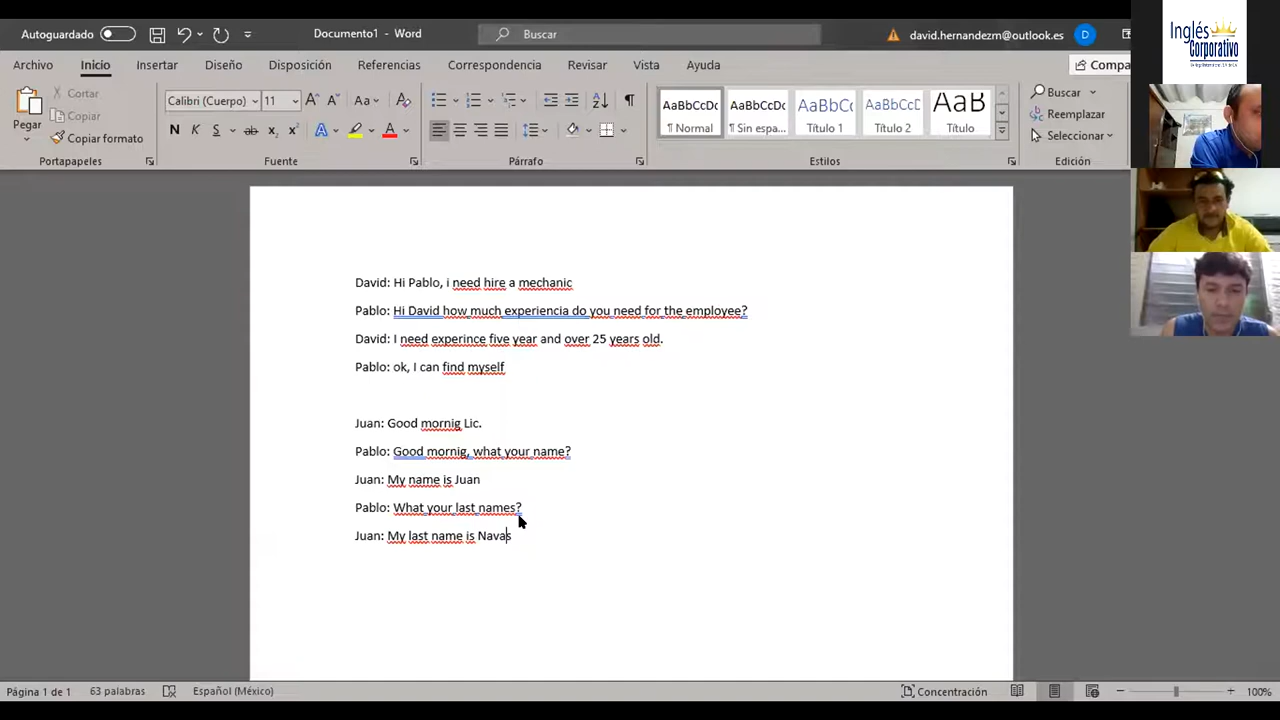 Autoguardado Documento1 - Word Buscar david.hernandezm@outlook.es D
Inglés
Corporativo
Archivo Inicio Insertar Diseño Disposición Referencias Correspondencia Revisar Vista Ayuda Compa
Pegar Cortar Copiar Copiar formato
Calibri (Cuerpo) 11 Aa
N K S ab x₂ x² A A
AaBbCcDc AaBbCcDc AaBbCc AaBbCcD AaB
¶ Normal ¶ Sin espa... Título 1 Título 2 Título
Buscar
Reemplazar
Seleccionar
Portapapeles Fuente Párrafo Estilos Edición
David: Hi Pablo, i need hire a mechanic
Pablo: Hi David how much experiencia do you need for the employee?
David: I need experince five year and over 25 years old.
Pablo: ok, I can find myself
Juan: Good mornig Lic.
Pablo: Good mornig, what your name?
Juan: My name is Juan
Pablo: What your last names?
Juan: My last name is Navas
Página 1 de 1 63 palabras Español (México) Concentración 100%